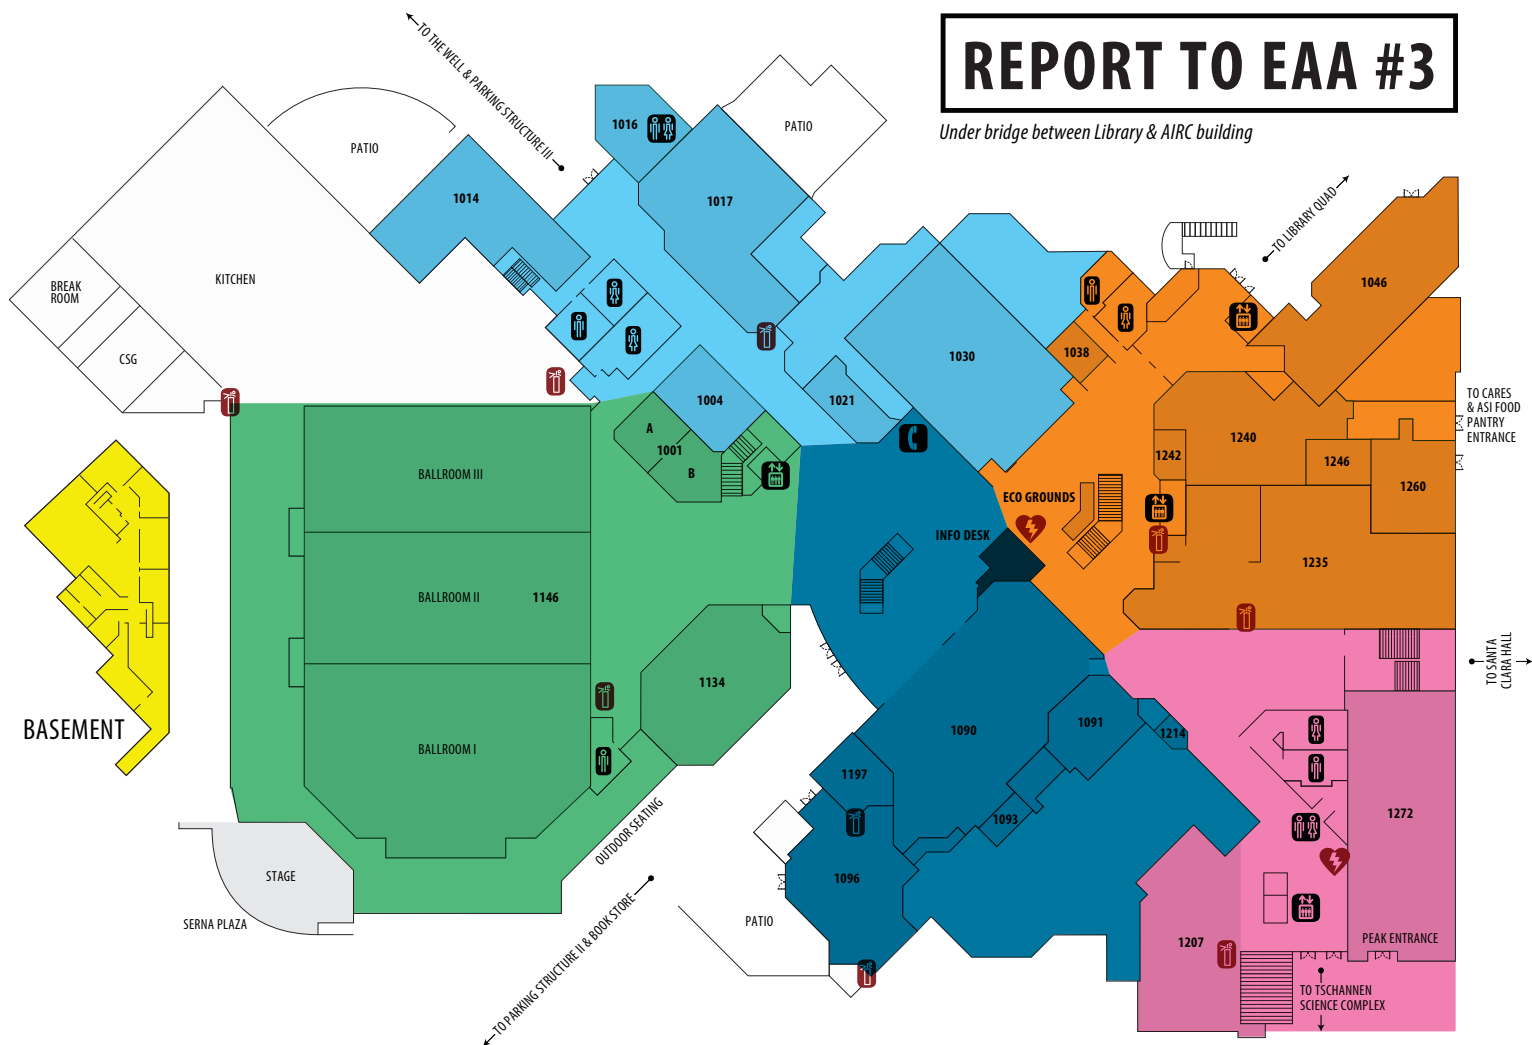 REPORT TO EAA #3
Under bridge between Library & AIRC building
TO THE WELL & PARKING STRUCTURE III
PATIO
1016
PATIO
1014
1017
TO LIBRARY QUAD
BREAK
ROOM
KITCHEN
1046
CSG
1038
1030
1004
1021
TO CARES
& ASI FOOD
PANTRY
ENTRANCE
A
1001
B
1240
1242
1246
1260
BALLROOM III
ECO GROUNDS
INFO DESK
1235
BALLROOM II
1146
TO SANTA
CLARA HALL
1134
BASEMENT
BALLROOM I
1090
1091
1214
1197
1093
1272
OUTDOOR SEATING
STAGE
1096
SERNA PLAZA
PATIO
1207
PEAK ENTRANCE
TO PARKING STRUCTURE II & BOOK STORE
TO TSCHANNEN
SCIENCE COMPLEX